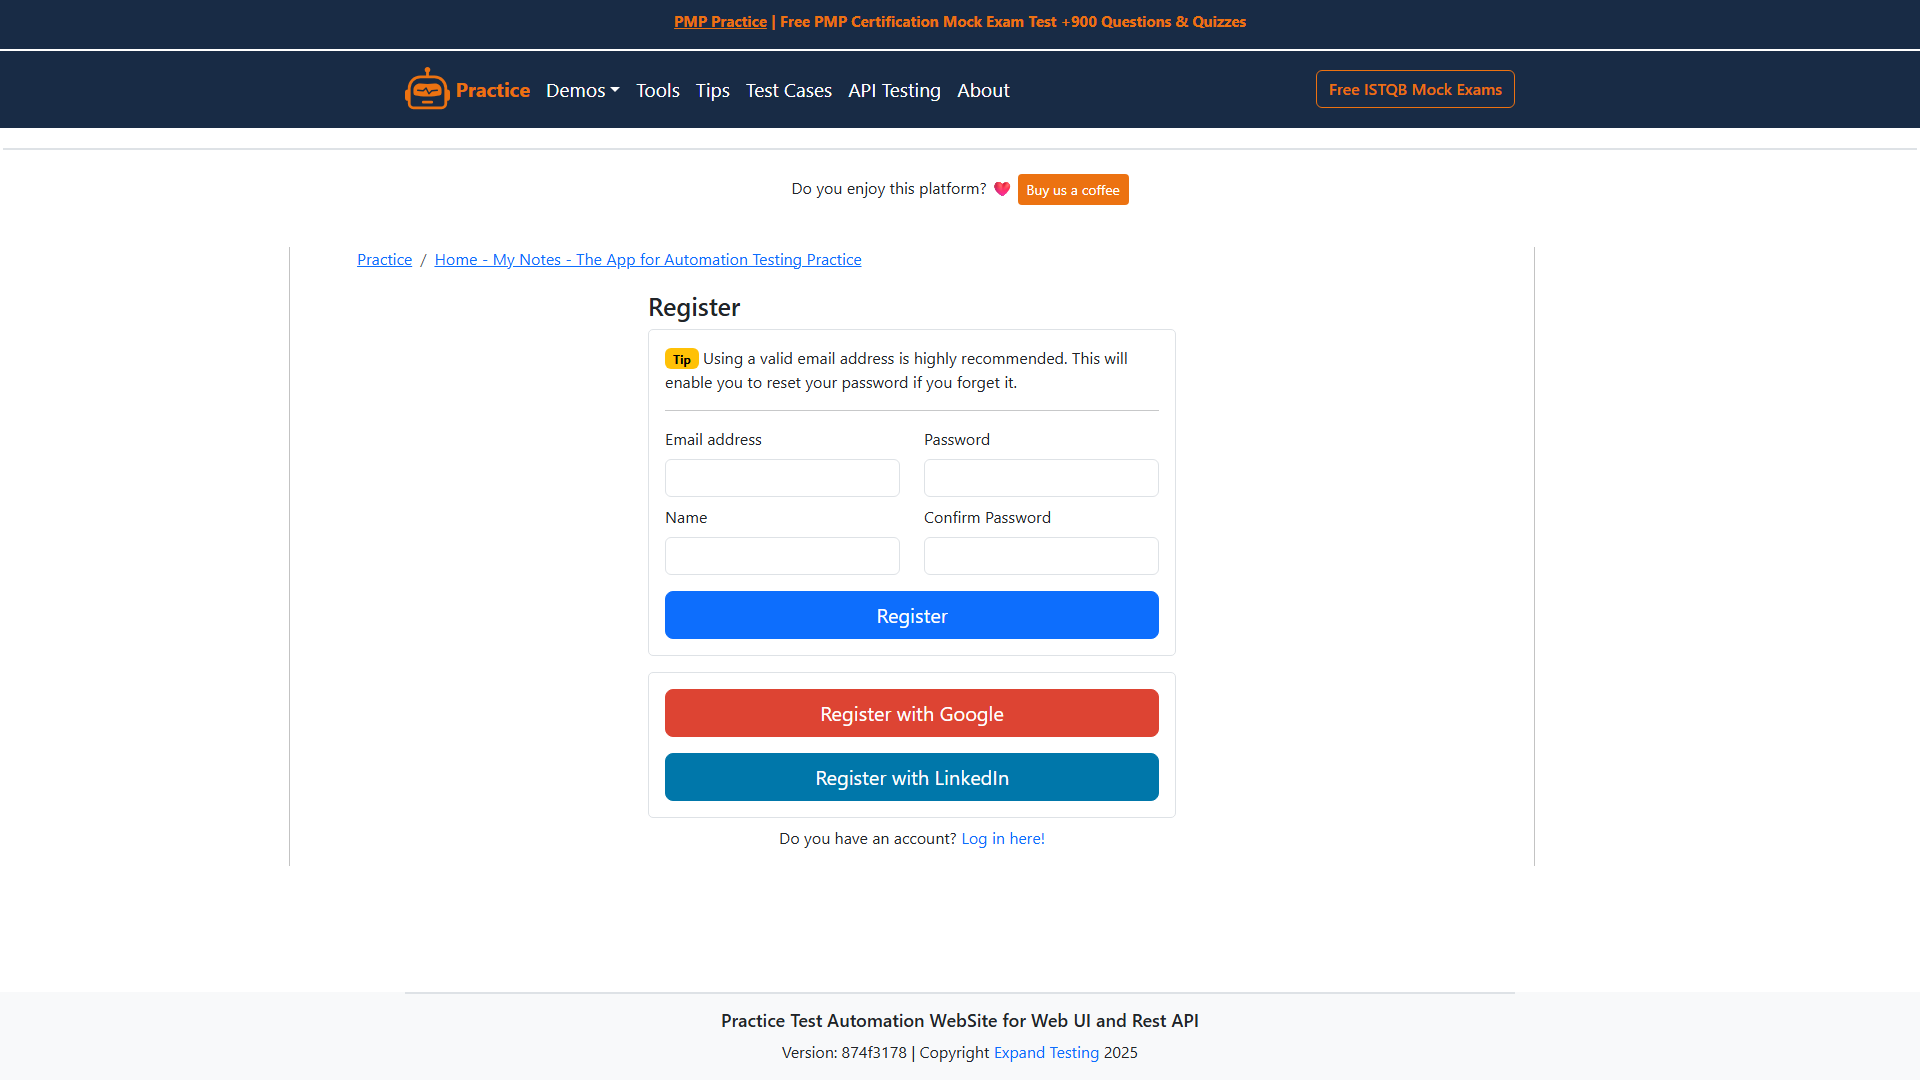 PMP Practice | Free PMP Certification Mock Exam Test +900 Questions & Quizzes
Practice Demos Tools Tips Test Cases API Testing About Free ISTQB Mock Exams
Do you enjoy this platform? Buy us a coffee
Practice / Home - My Notes - The App for Automation Testing Practice
Register
Tip Using a valid email address is highly recommended. This will
enable you to reset your password if you forget it.
Email address Password
Name Confirm Password
Register
Register with Google
Register with LinkedIn
Do you have an account? Log in here!
Practice Test Automation WebSite for Web UI and Rest API
Version: 874f3178 | Copyright Expand Testing 2025